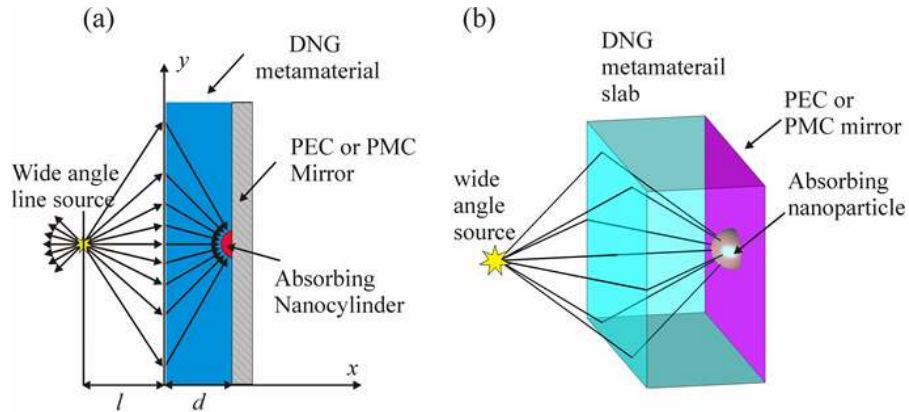 (a)
DNG
metamaterial
y
PEC or PMC
Mirror
Wide angle
line source
Absorbing
Nanocylinder
x
l
d
(b)
DNG
metamaterail
slab
PEC or
PMC mirror
wide
angle
source
Absorbing
nanoparticle